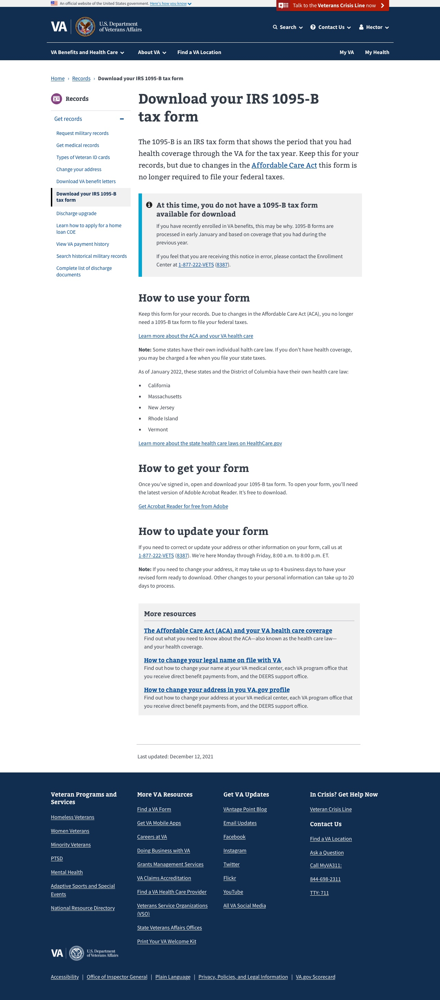 An official website of the United States government. Here's how you know
Talk to the Veterans Crisis Line now
VA
U.S. Department
of Veterans Affairs
Search
Contact Us
Hector
VA Benefits and Health Care
About VA
Find a VA Location
My VA
My Health
Home › Records › Download your IRS 1095-B tax form
Records
Get records
Request military records
Get medical records
Types of Veteran ID cards
Change your address
Download VA benefit letters
Download your IRS 1095-B
tax form
Discharge upgrade
Learn how to apply for a home
loan COE
View VA payment history
Search historical military records
Complete list of discharge
documents
Download your IRS 1095-B
tax form
The 1095-B is an IRS tax form that shows the period that you had
health coverage through the VA for the tax year. Keep this for your
records, but due to changes in the Affordable Care Act this form is
no longer required to file your federal taxes.
At this time, you do not have a 1095-B tax form
available for download
If you have recently enrolled in VA benefits, this may be why. 1095-B forms are
processed in early January and based on coverage that you had during the
previous year.
If you feel that you are receiving this notice in error, please contact the Enrollment
Center at 1-877-222-VETS (8387).
How to use your form
Keep this form for your records. Due to changes in the Affordable Care Act (ACA), you no longer
need a 1095-B tax form to file your federal taxes.
Learn more about the ACA and your VA health care
Note: Some states have their own individual halth care law. If you don't have health coverage,
you may be charged a fee when you file your state taxes.
As of January 2022, these states and the District of Columbia have their own health care law:
▪ California
▪ Massachusetts
▪ New Jersey
▪ Rhode Island
▪ Vermont
Learn more about the state health care laws on HealthCare.gov
How to get your form
Once you've signed in, open and download your 1095-B tax form. To open your form, you'll need
the latest version of Adoble Acrobat Reader. It's free to download.
Get Acrobat Reader for free from Adobe
How to update your form
If you need to correct or update your address or other information on your form, call us at
1-877-222-VETS (8387). We're here Monday through Friday, 8:00 a.m. to 8:00 p.m. ET.
Note: If you need to change your address, it may take us up to 4 business days to have your
revised form ready to download. Other changes to your personal information can take up to 20
days to process.
More resources
The Affordable Care Act (ACA) and your VA health care coverage
Find out what you need to know about the ACA—also known as the health care law—
and your health coverage.
How to change your legal name on file with VA
Find out how to change your name at your VA medical center, each VA program office that
you receive direct benefit payments from, and the DEERS support office.
How to change your address in you VA.gov profile
Find out how to change your address at your VA medical center, each VA program office that
you receive direct benefit payments from, and the DEERS support office.
Last updated: December 12, 2021
Veteran Programs and
Services
Homeless Veterans
Women Veterans
Minority Veterans
PTSD
Mental Health
Adaptive Sports and Special
Events
National Resource Directory
More VA Resources
Find a VA Form
Get VA Mobile Apps
Careers at VA
Doing Business with VA
Grants Management Services
VA Claims Accreditation
Find a VA Health Care Provider
Veterans Service Organizations
(VSO)
State Veterans Affairs Offices
Print Your VA Welcome Kit
Get VA Updates
VAntage Point Blog
Email Updates
Facebook
Instagram
Twitter
Flickr
YouTube
All VA Social Media
In Crisis? Get Help Now
Veteran Crisis Line
Contact Us
Find a VA Location
Ask a Question
Call MyVA311:
844-698-2311
TTY: 711
VA
U.S. Department
of Veterans Affairs
Accessibility | Office of Inspector General | Plain Language | Privacy, Policies, and Legal Information | VA.gov Scorecard